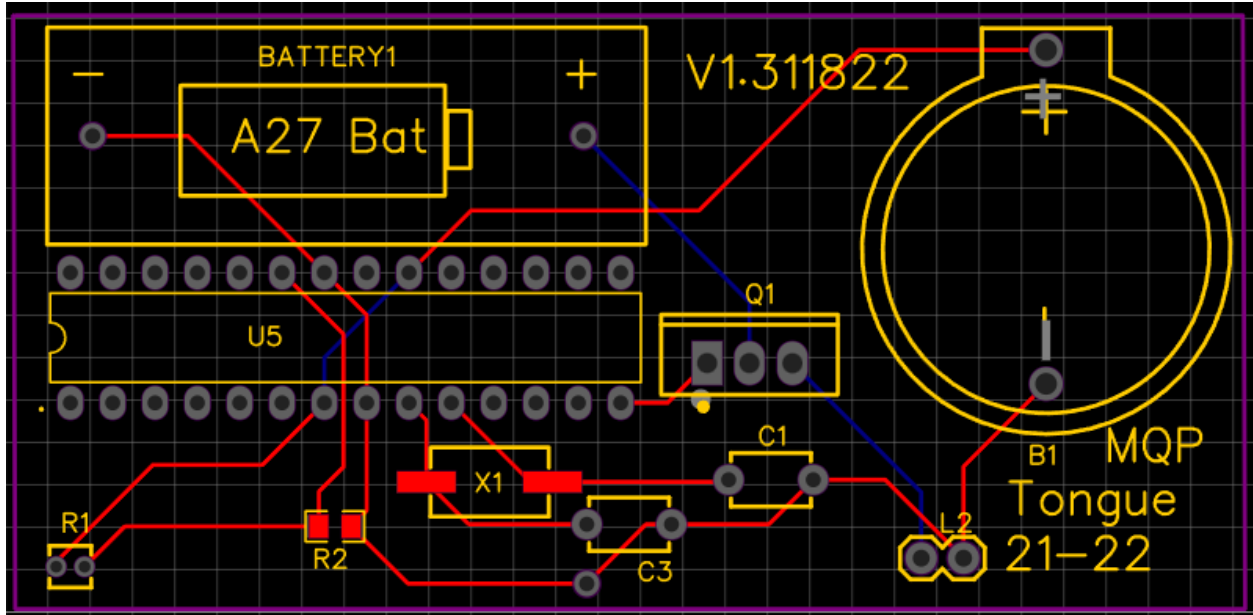 BATTERY1
− +
V1.311822
A27 Bat
+
Q1
U5
C1
X1
B1
MQP
Tongue
21-22
L2
R1
R2
C3